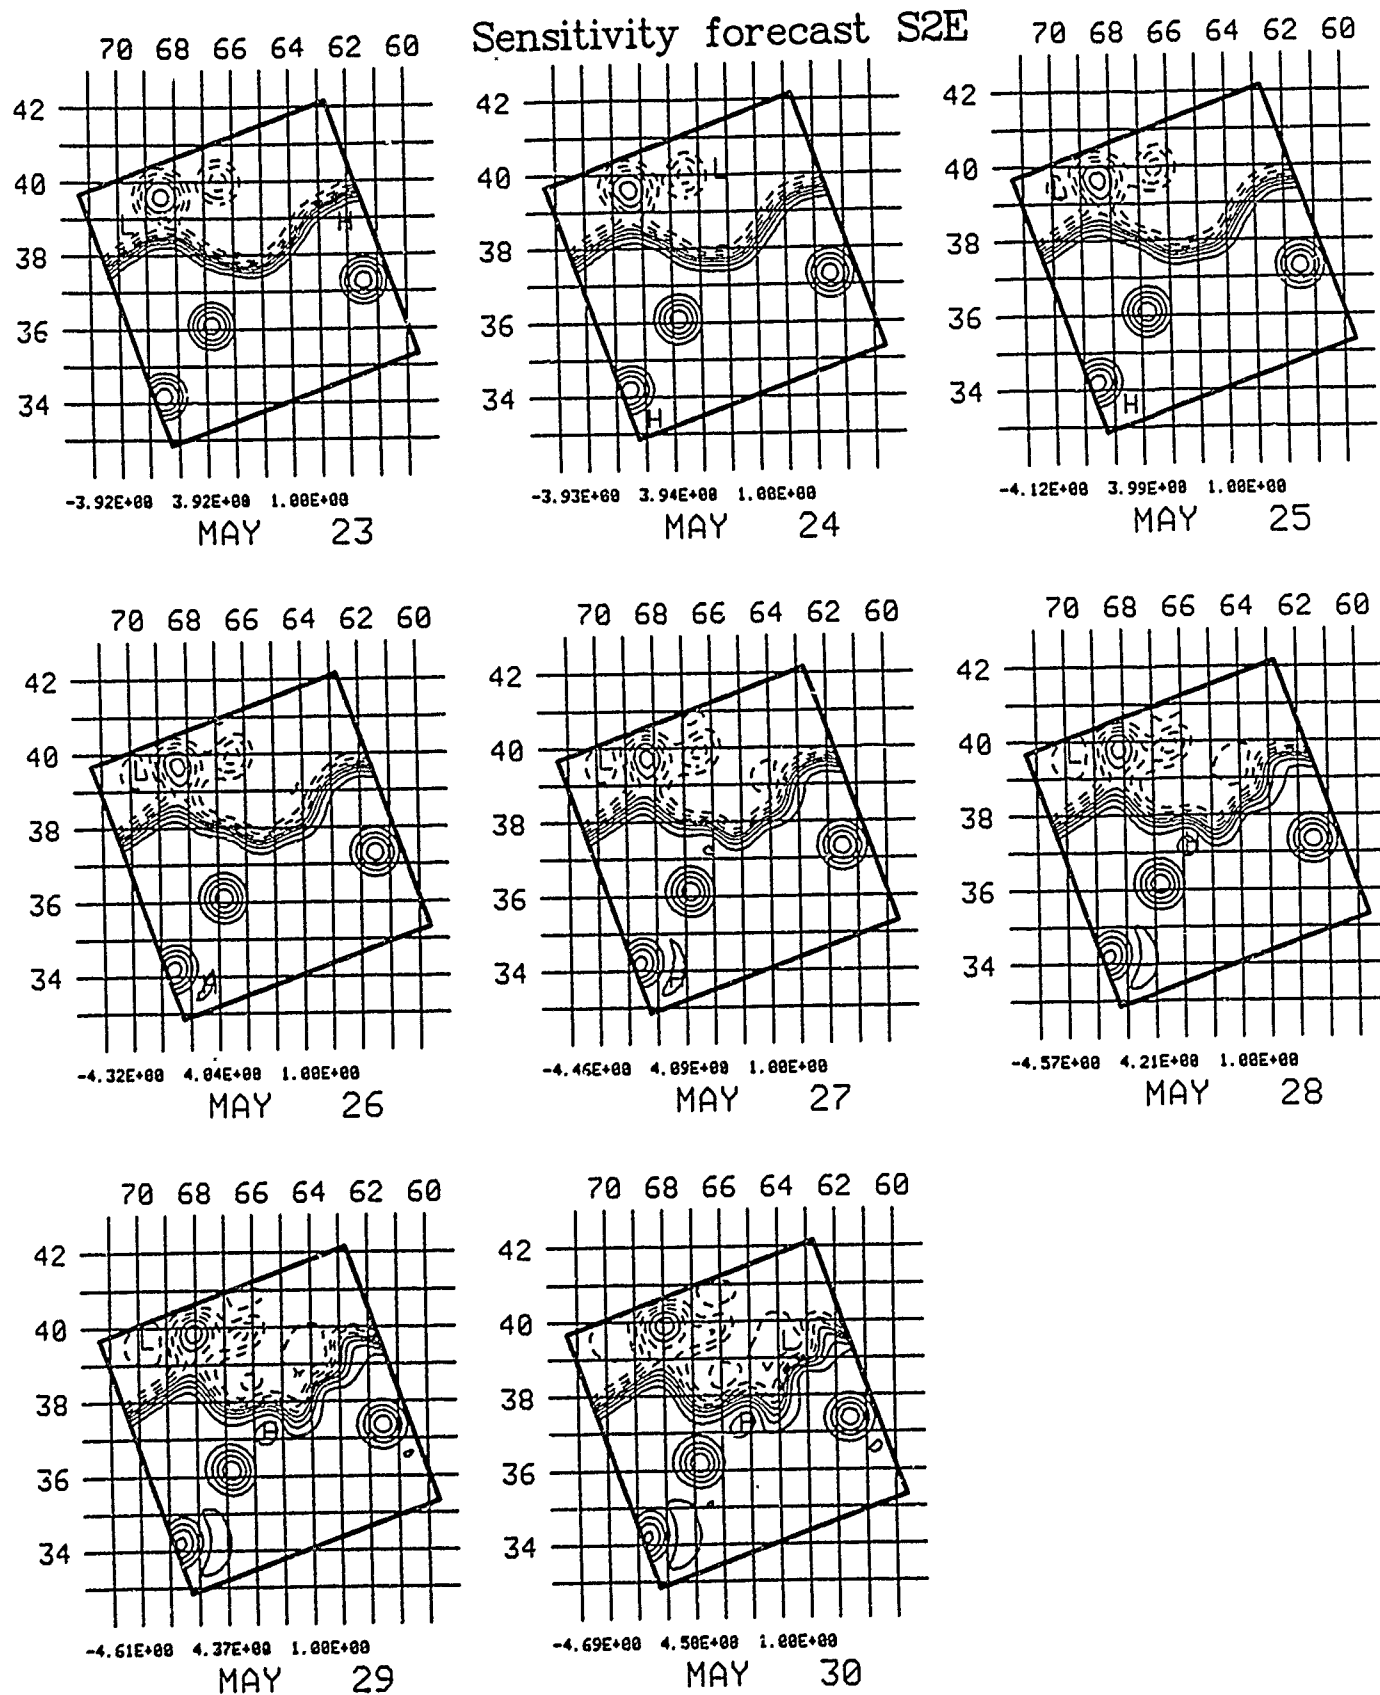 Sensitivity forecast S2E
70 68 66 64 62 60
70 68 66 64 62 60
42
40
38
36
34
L
H
-3.92E+00 3.92E+00 1.00E+00
MAY 23
42
40
38
36
34
L
H
-3.93E+00 3.94E+00 1.00E+00
MAY 24
42
40
38
36
34
L
H
-4.12E+00 3.99E+00 1.00E+00
MAY 25
70 68 66 64 62 60
42
40
38
36
34
L
H
-4.32E+00 4.04E+00 1.00E+00
MAY 26
70 68 66 64 62 60
42
40
38
36
34
L
H
-4.46E+00 4.09E+00 1.00E+00
MAY 27
70 68 66 64 62 60
42
40
38
36
34
L
H
-4.57E+00 4.21E+00 1.00E+00
MAY 28
70 68 66 64 62 60
42
40
38
36
34
L
H
-4.61E+00 4.37E+00 1.00E+00
MAY 29
70 68 66 64 62 60
42
40
38
36
34
L
H
-4.69E+00 4.50E+00 1.00E+00
MAY 30